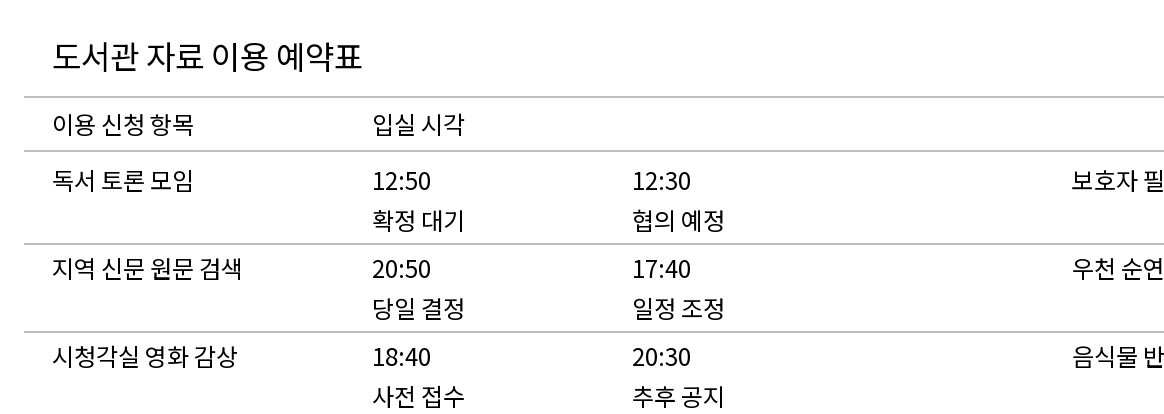 도서관 자료 이용 예약표
이용 신청 항목 입실 시각
독서 토론 모임 12:50 12:30 보호자 필
확정 대기 협의 예정
지역 신문 원문 검색 20:50 17:40 우천 순연
당일 결정 일정 조정
시청각실 영화 감상 18:40 20:30 음식물 반
사전 접수 추후 공지